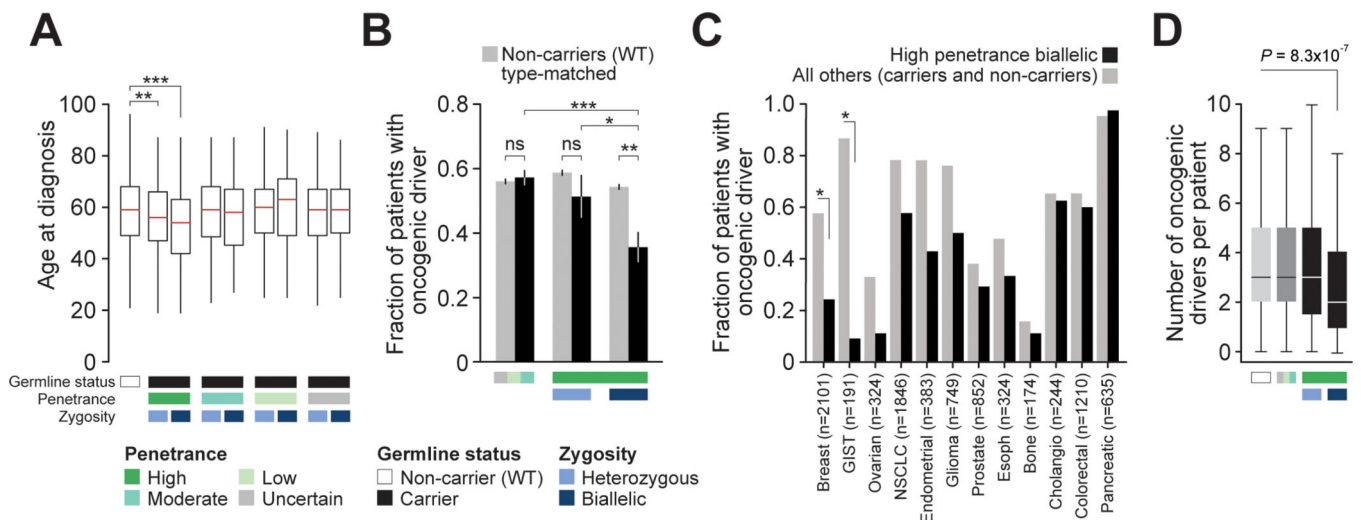 A
Age at diagnosis
100
80
60
40
20
0
***
**
Germline status
Penetrance
Zygosity
B
Non-carriers (WT)
type-matched
Fraction of patients with
oncogenic driver
0.8
0.6
0.4
0.2
0
***
*
ns
ns
**
C
High penetrance biallelic
All others (carriers and non-carriers)
Fraction of patients with
oncogenic driver
1.0
0.8
0.6
0.4
0.2
0
*
*
Breast (n=2101)
GIST (n=191)
Ovarian (n=324)
NSCLC (n=1846)
Endometrial (n=383)
Glioma (n=749)
Prostate (n=852)
Esoph (n=324)
Bone (n=174)
Cholangio (n=244)
Colorectal (n=1210)
Pancreatic (n=635)
D
P = 8.3x10-7
Number of oncogenic
drivers per patient
10
8
6
4
2
0
Penetrance
High
Low
Moderate
Uncertain
Germline status
Non-carrier (WT)
Carrier
Zygosity
Heterozygous
Biallelic